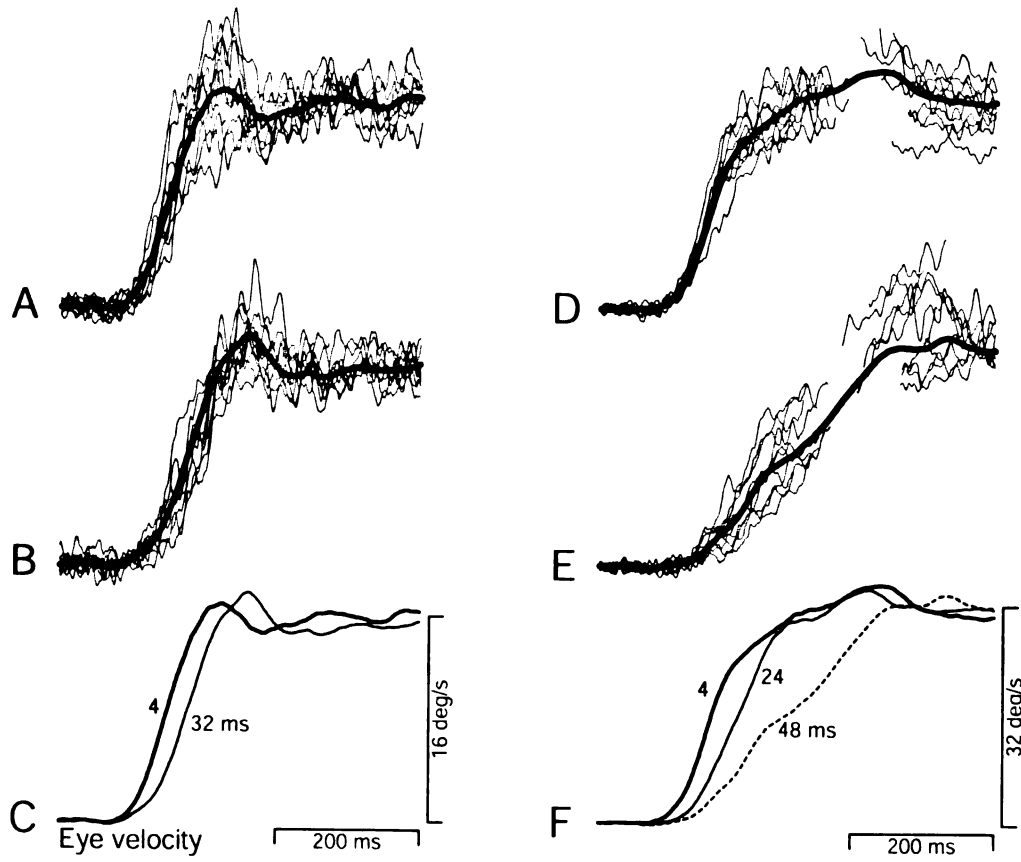 A
B
4
32 ms
16 deg/s
C
Eye velocity
200 ms
D
E
4
24
48 ms
32 deg/s
F
200 ms